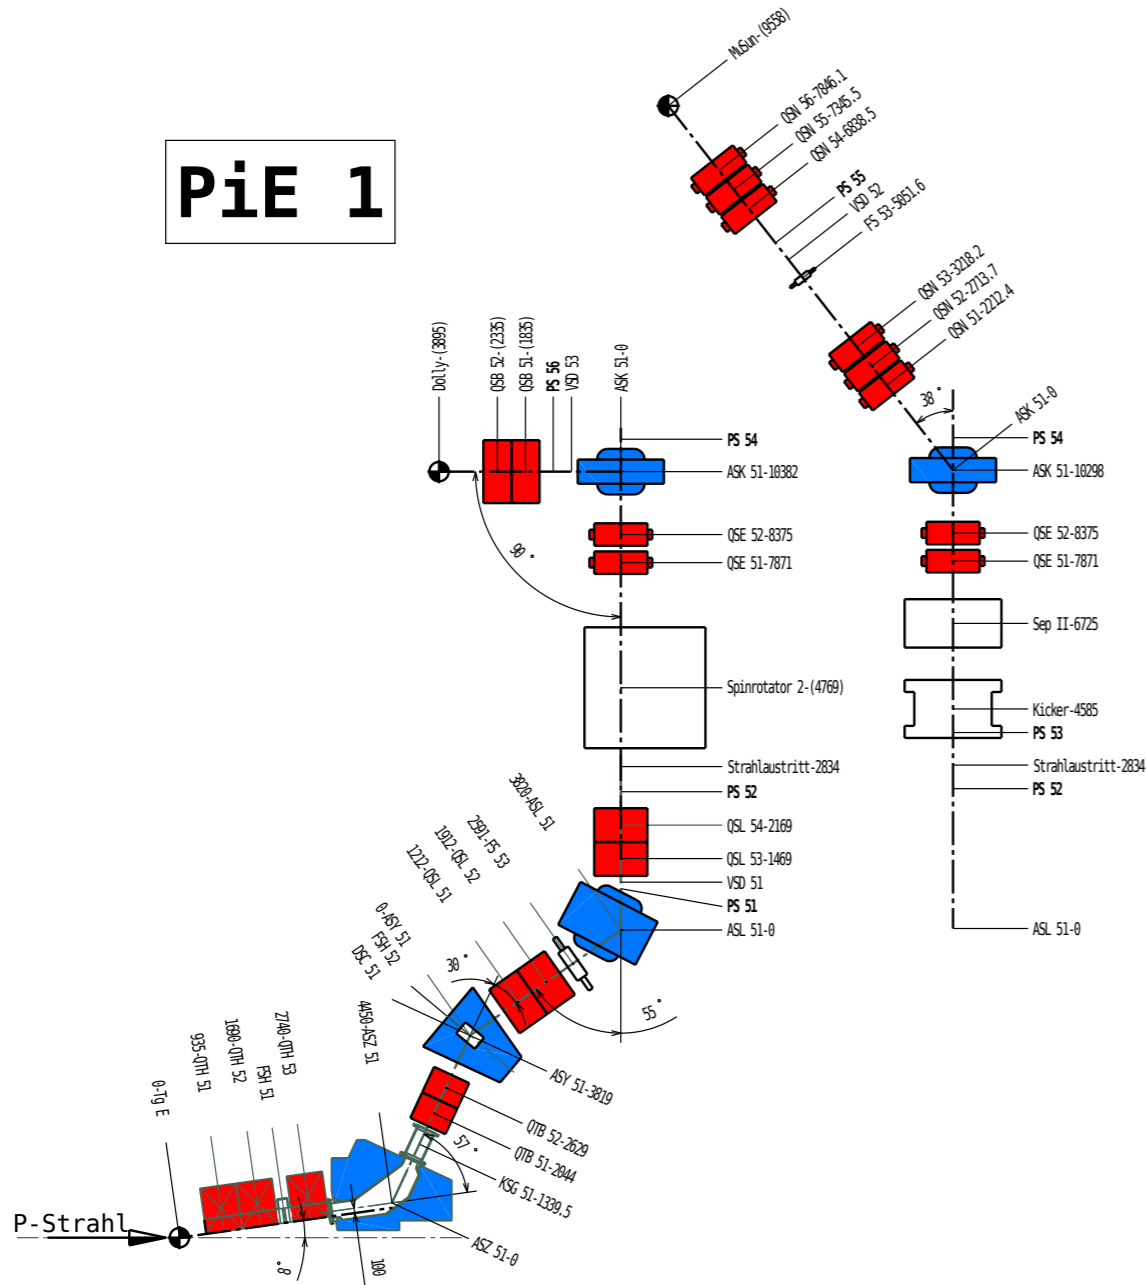 PiE 1
MuSun-(9558)
QSN 56-7846.1
QSN 55-7345.5
QSN 54-6838.5
PS 55
VSD 52
FS 53-5051.6
QSN 53-3218.2
QSN 52-2713.7
QSN 51-2212.4
38°
ASK 51-0
PS 54
ASK 51-10298
QSE 52-8375
QSE 51-7871
Sep II-6725
Kicker-4585
PS 53
Strahlaustritt-2834
PS 52
ASL 51-0
Dolly-(3895)
QSB 52-(2335)
QSB 51-(1835)
PS 56
VSD 53
ASK 51-0
PS 54
ASK 51-10382
QSE 52-8375
QSE 51-7871
90°
Spinrotator 2-(4769)
Strahlaustritt-2834
PS 52
QSL 54-2169
QSL 53-1469
VSD 51
PS 51
ASL 51-0
3820-ASL 51
2591-FS 53
1912-QSL 52
1212-QSL 51
0-ASY 51
FSH 52
DSC 51
30°
55°
4450-ASZ 51
2740-QTH 53
FSH 51
1690-QTH 52
935-QTH 51
0-Tg E
ASY 51-3819
QTB 52-2629
QTB 51-2044
KSG 51-1339.5
57°
ASZ 51-0
P-Strahl
8°
100